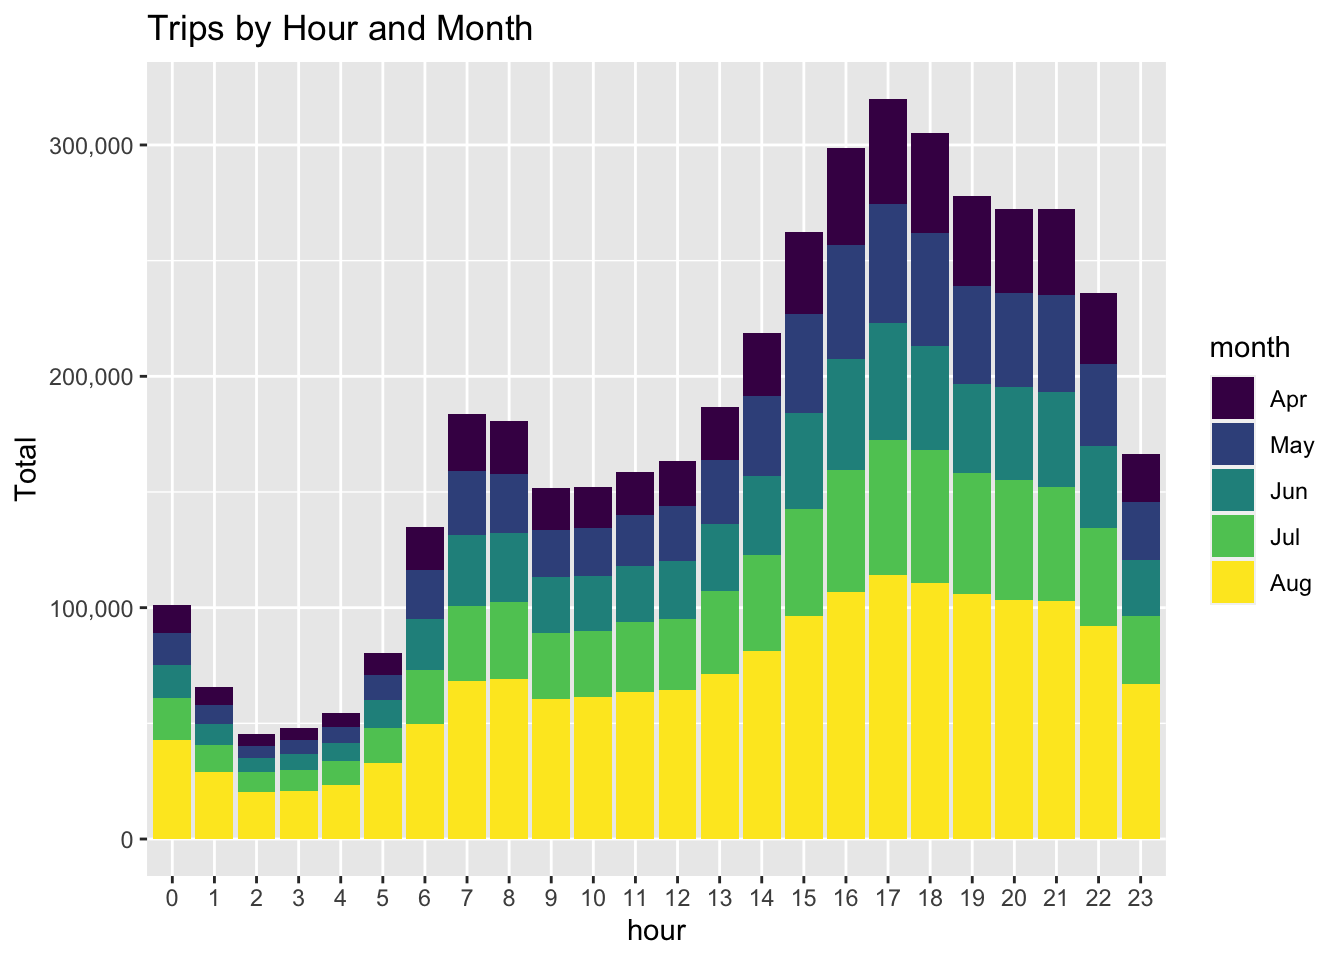 Trips by Hour and Month
300,000
200,000
100,000
0
Total
0 1 2 3 4 5 6 7 8 9 10 11 12 13 14 15 16 17 18 19 20 21 22 23
hour
month
Apr
May
Jun
Jul
Aug